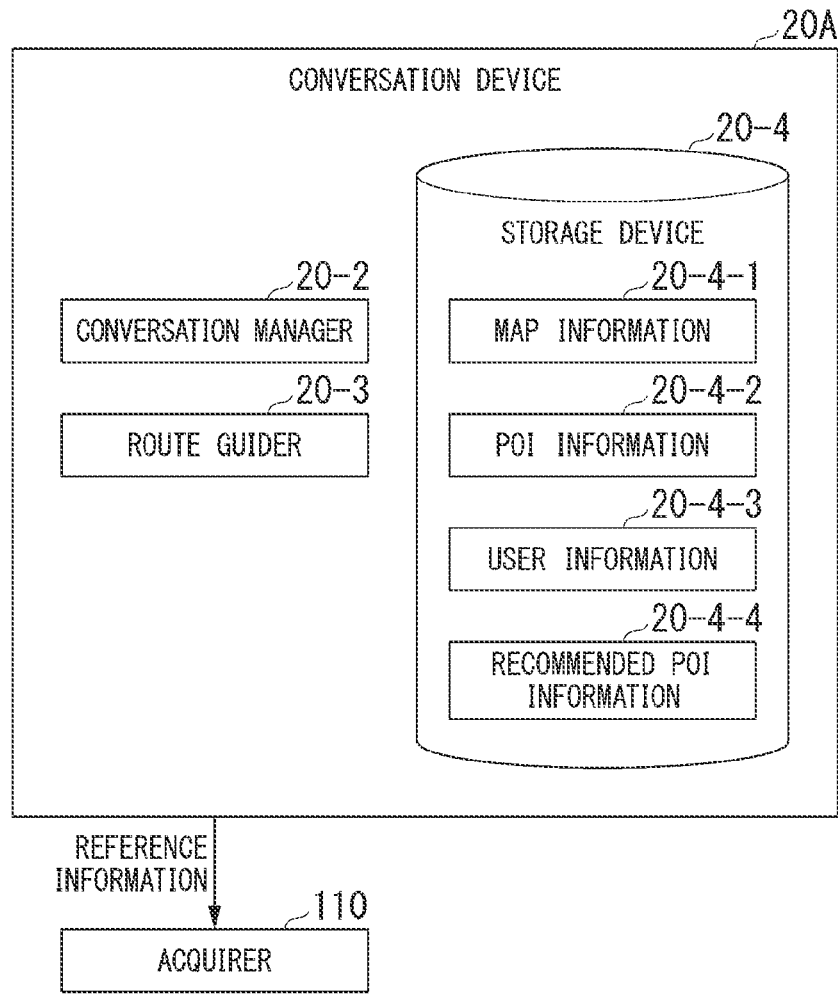 20A
CONVERSATION DEVICE
20-4
STORAGE DEVICE
20-2
CONVERSATION MANAGER
20-3
ROUTE GUIDER
20-4-1
MAP INFORMATION
20-4-2
POI INFORMATION
20-4-3
USER INFORMATION
20-4-4
RECOMMENDED POI
INFORMATION
REFERENCE
INFORMATION
110
ACQUIRER